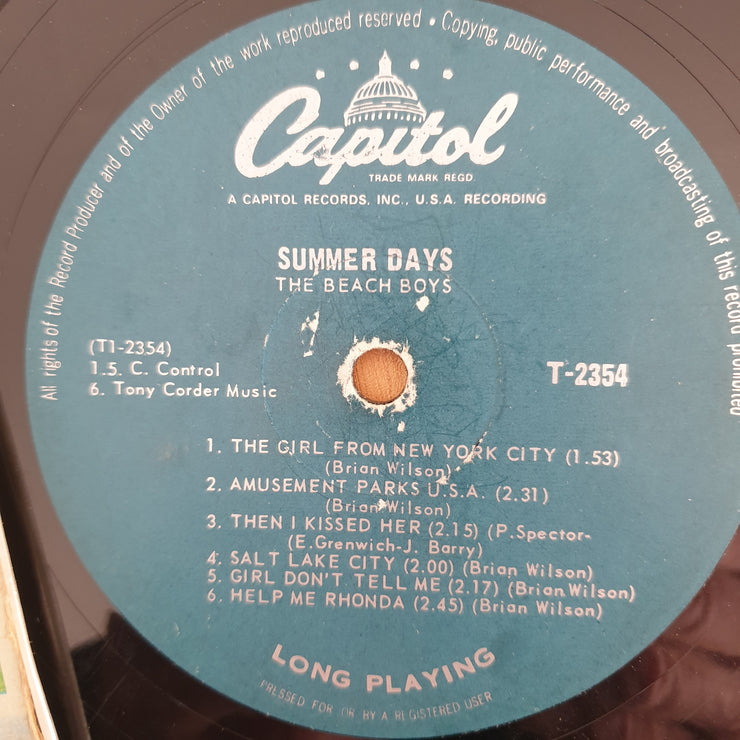 All rights of the Record Producer and of the Owner of the work reproduced reserved • Copying, public performance and broadcasting of this record prohibited
Capitol
TRADE MARK REGD
A CAPITOL RECORDS, INC., U.S.A. RECORDING
SUMMER DAYS
THE BEACH BOYS
(T1-2354)
1.5. C. Control
6. Tony Corder Music
T-2354
1. THE GIRL FROM NEW YORK CITY (1.53)
(Brian Wilson)
2. AMUSEMENT PARKS U.S.A. (2.31)
(Brian Wilson)
3. THEN I KISSED HER (2.15) (P.Spector-
(E.Grenwich-J. Barry)
4. SALT LAKE CITY (2.00) (Brian Wilson)
5. GIRL DON'T TELL ME (2.17) (Brian Wilson)
6. HELP ME RHONDA (2.45) (Brian Wilson)
LONG PLAYING
PRESSED FOR OR BY A REGISTERED USER